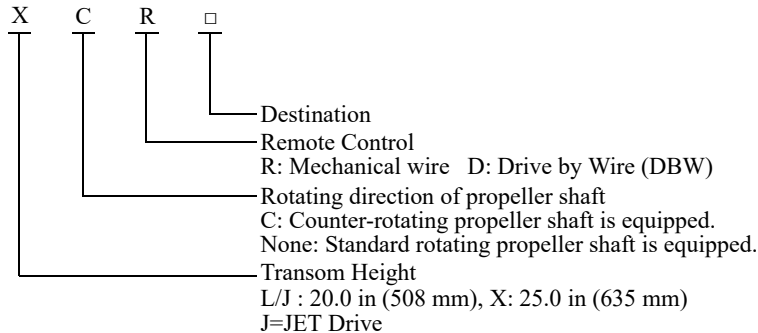 X C R □
Destination
Remote Control
R: Mechanical wire D: Drive by Wire (DBW)
Rotating direction of propeller shaft
C: Counter-rotating propeller shaft is equipped.
None: Standard rotating propeller shaft is equipped.
Transom Height
L/J : 20.0 in (508 mm), X: 25.0 in (635 mm)
J=JET Drive